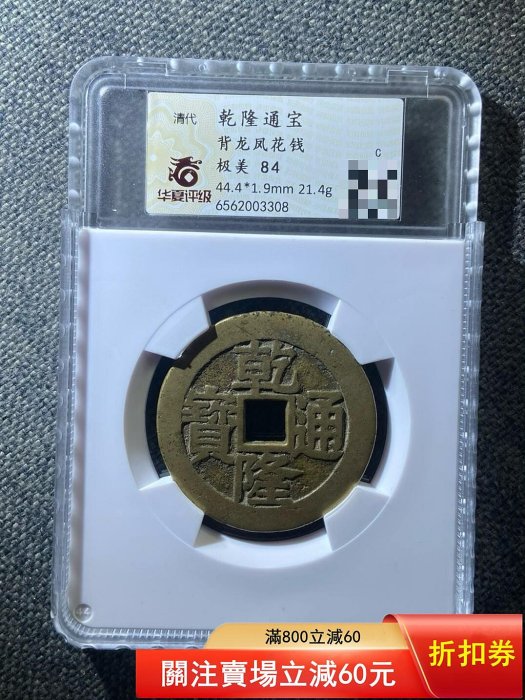 清代
乾隆通宝
背龙凤花钱
极美 84
44.4*1.9mm 21.4g
6562003308
华夏评级
C
乾隆通寶
滿800立減60
關注賣場立減60元
折扣券